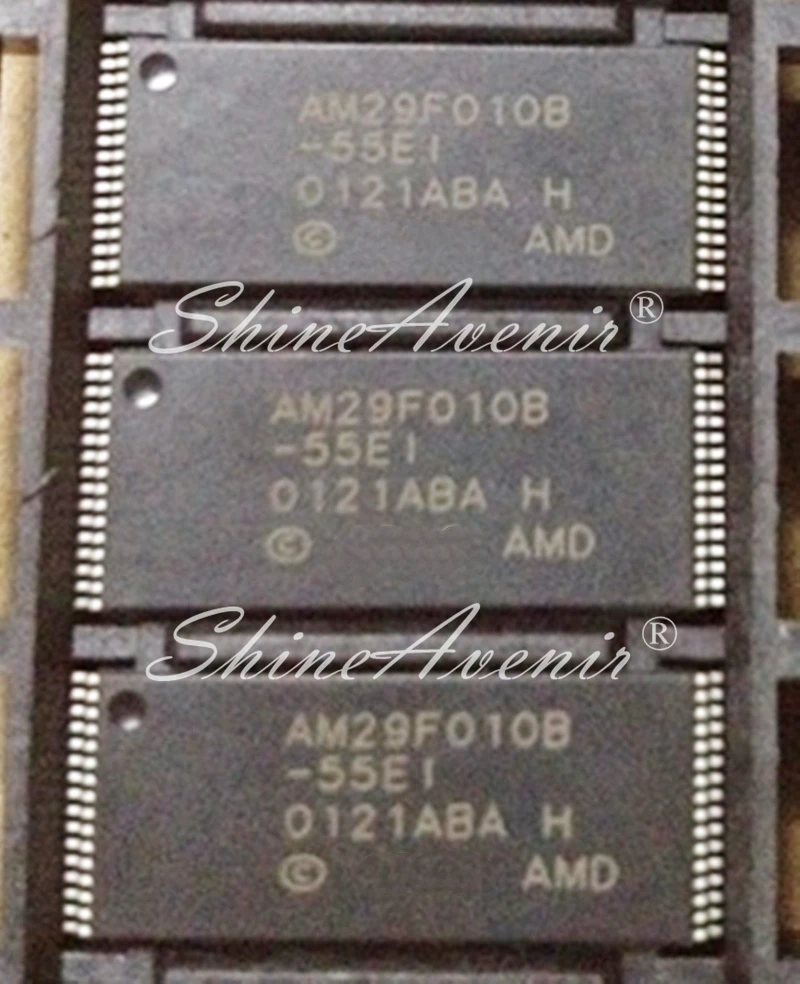 AM29F010B
-55EI
0121ABA H
© AMD
ShineAvenir®
AM29F010B
-55EI
0121ABA H
© AMD
ShineAvenir®
AM29F010B
-55EI
0121ABA H
© AMD